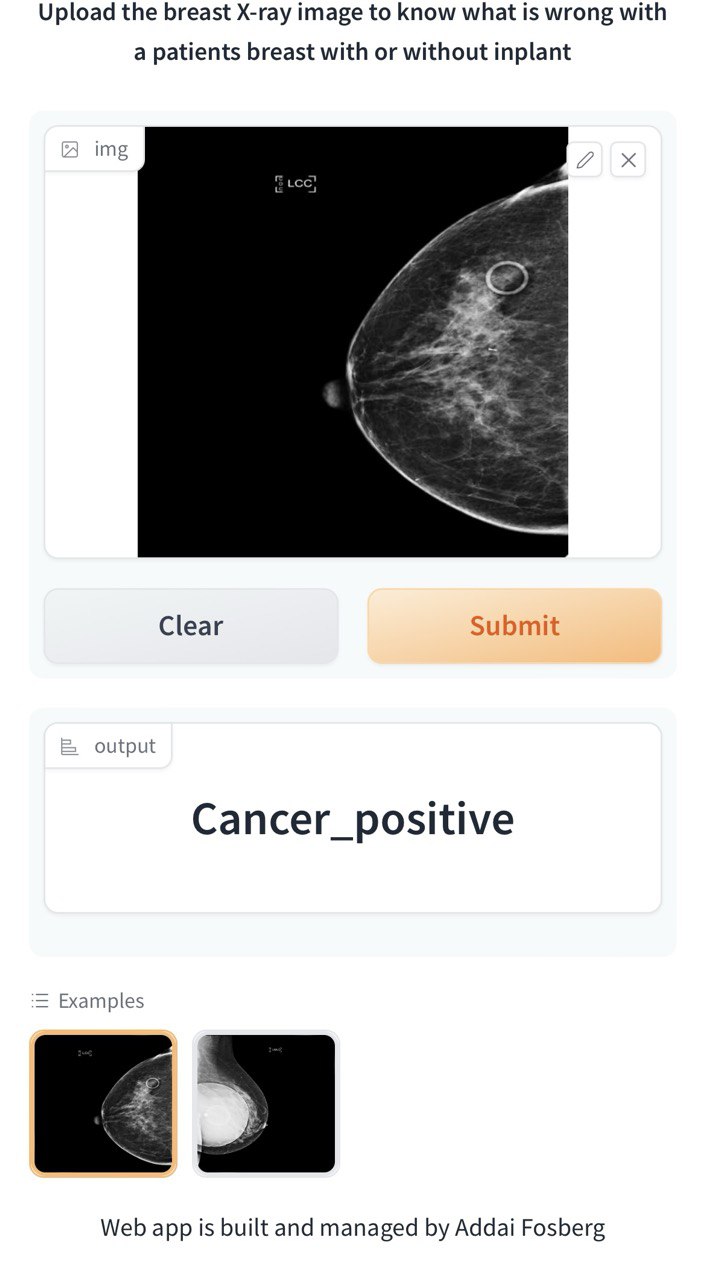 Upload the breast X-ray image to know what is wrong with
a patients breast with or without inplant
img
LCC
Clear
Submit
output
Cancer_positive
Examples
Web app is built and managed by Addai Fosberg